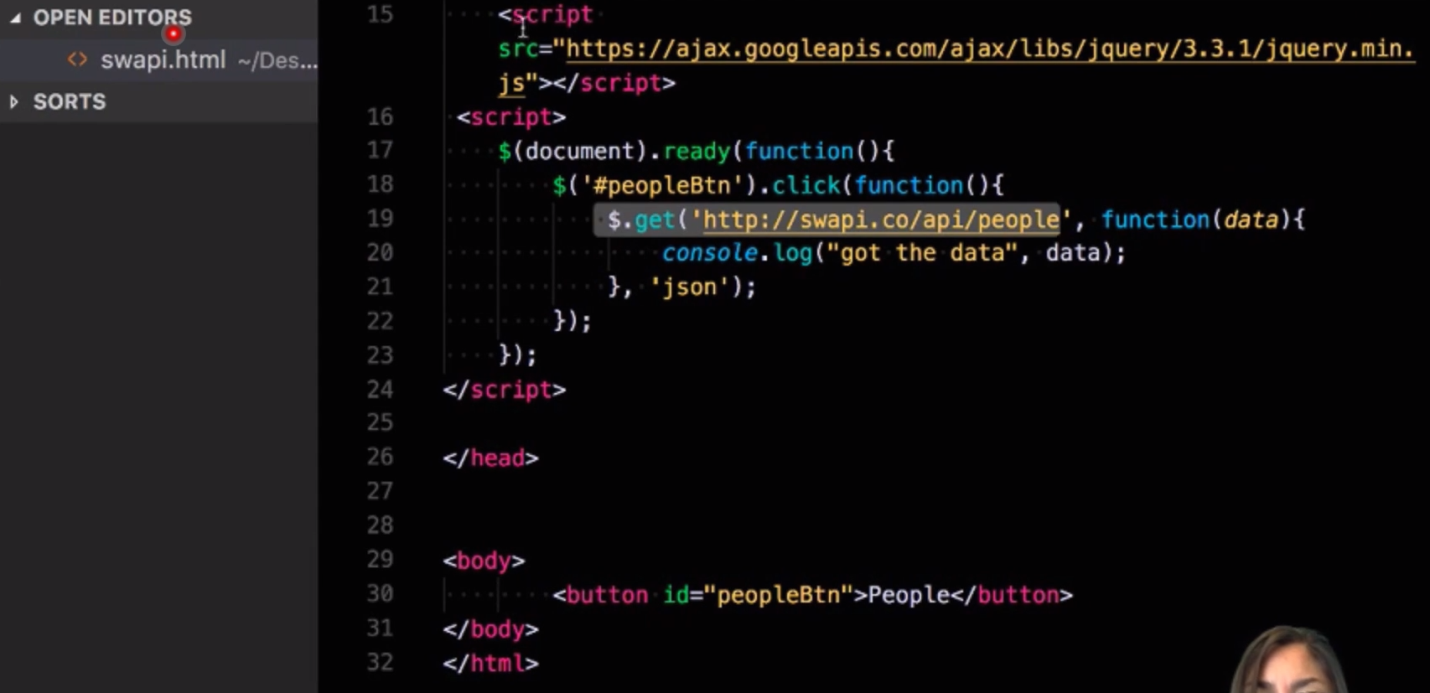 OPEN EDITORS
swapi.html ~/Des...
SORTS
15 <script
src="https://ajax.googleapis.com/ajax/libs/jquery/3.3.1/jquery.min.
js"></script>
16 <script>
17 $(document).ready(function(){
18 $('#peopleBtn').click(function(){
19 $.get('http://swapi.co/api/people', function(data){
20 console.log("got the data", data);
21 }, 'json');
22 });
23 });
24 </script>
25
26 </head>
27
28
29 <body>
30 <button id="peopleBtn">People</button>
31 </body>
32 </html>